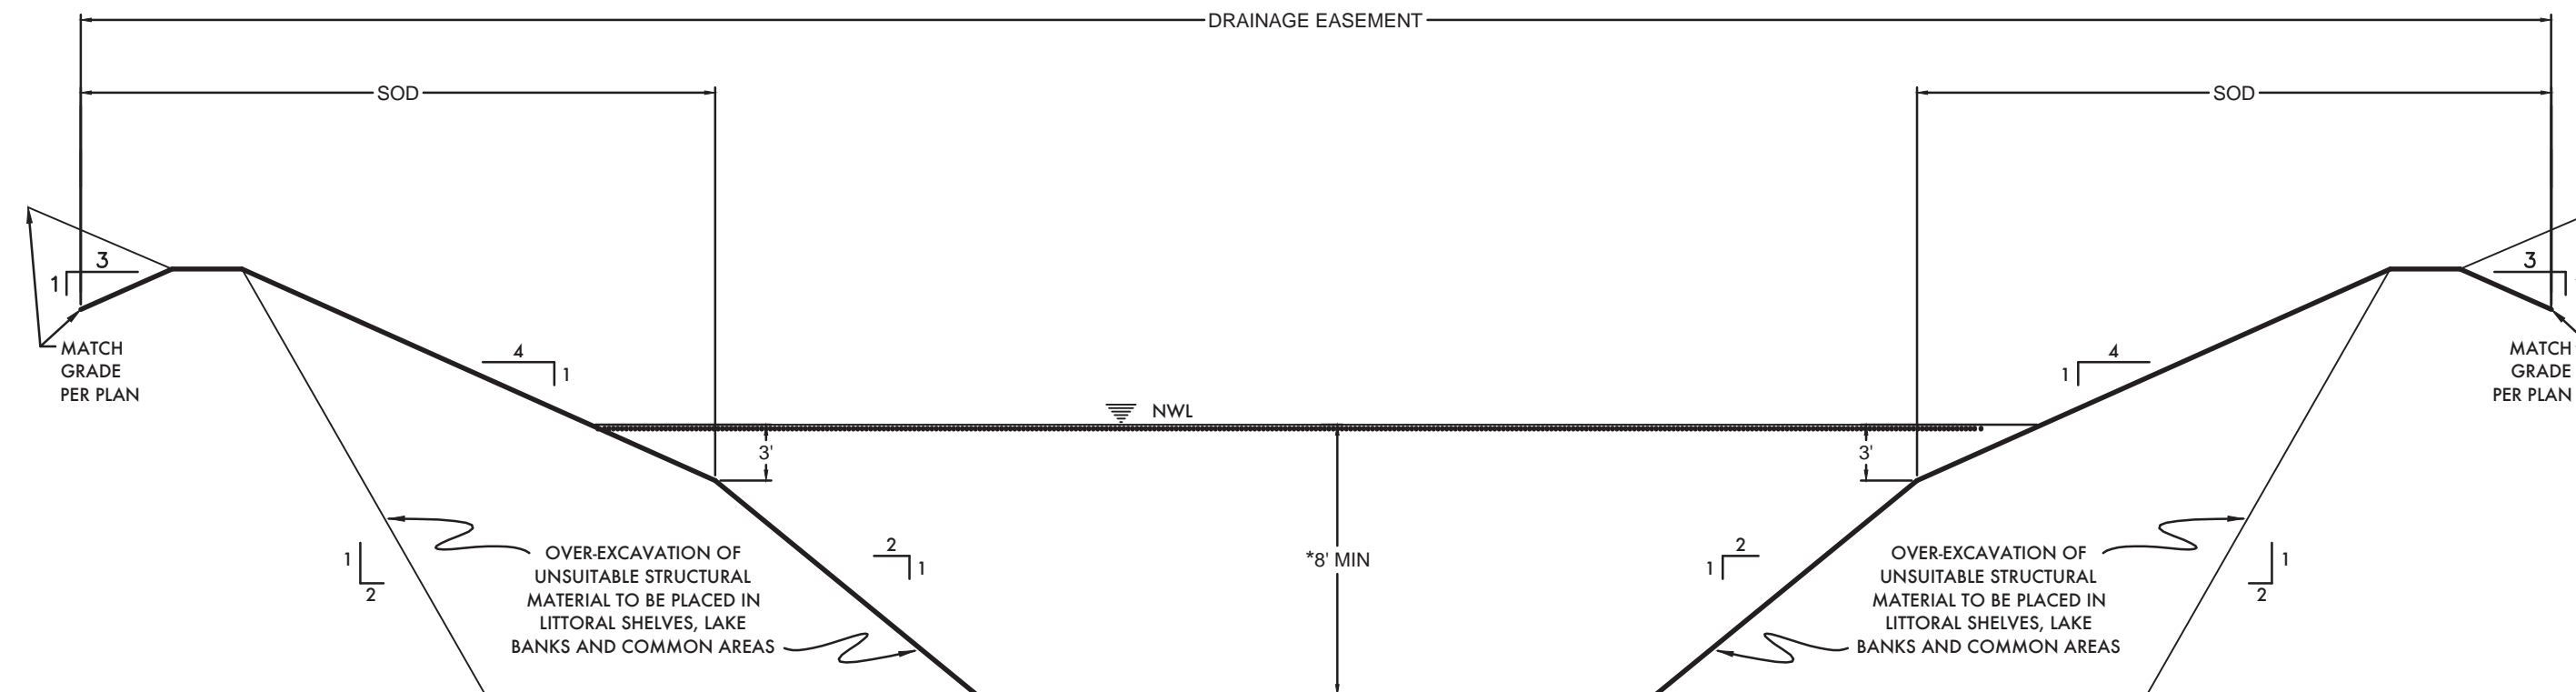 DRAINAGE EASEMENT
SOD
SOD
3
1
3
MATCH
GRADE
PER PLAN
4
1
4
1
MATCH
GRADE
PER PLAN
NWL
3'
3'
*8' MIN
1
2
OVER-EXCAVATION OF
UNSUITABLE STRUCTURAL
MATERIAL TO BE PLACED IN
LITTORAL SHELVES, LAKE
BANKS AND COMMON AREAS
2
1
2
1
OVER-EXCAVATION OF
UNSUITABLE STRUCTURAL
MATERIAL TO BE PLACED IN
LITTORAL SHELVES, LAKE
BANKS AND COMMON AREAS
1
2